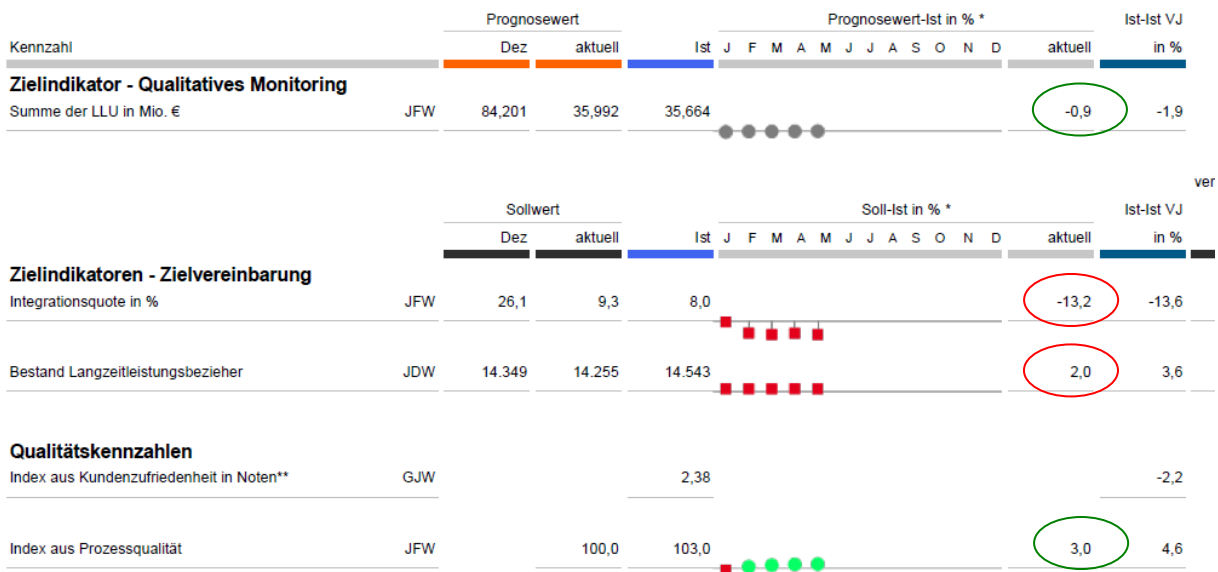 Prognosewert Prognosewert-Ist in % * Ist-Ist VJ
Kennzahl Dez aktuell Ist J F M A M J J A S O N D aktuell in %
Zielindikator - Qualitatives Monitoring
Summe der LLU in Mio. € JFW 84,201 35,992 35,664 -0,9 -1,9
ver
Sollwert Soll-Ist in % * Ist-Ist VJ
Dez aktuell Ist J F M A M J J A S O N D aktuell in %
Zielindikatoren - Zielvereinbarung
Integrationsquote in % JFW 26,1 9,3 8,0 -13,2 -13,6
Bestand Langzeitleistungsbezieher JDW 14.349 14.255 14.543 2,0 3,6
Qualitätskennzahlen
Index aus Kundenzufriedenheit in Noten** GJW 2,38 -2,2
Index aus Prozessqualität JFW 100,0 103,0 3,0 4,6